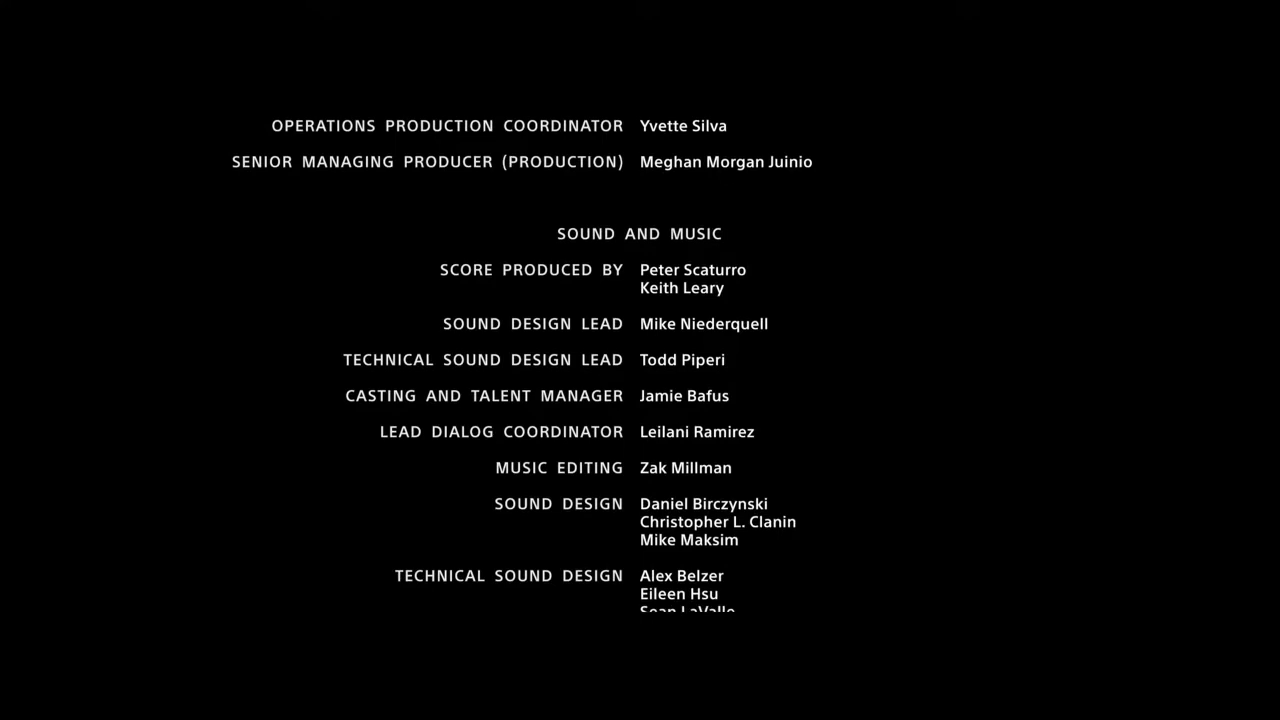 OPERATIONS PRODUCTION COORDINATOR Yvette Silva
SENIOR MANAGING PRODUCER (PRODUCTION) Meghan Morgan Juinio
SOUND AND MUSIC
SCORE PRODUCED BY Peter Scaturro
Keith Leary
SOUND DESIGN LEAD Mike Niederquell
TECHNICAL SOUND DESIGN LEAD Todd Piperi
CASTING AND TALENT MANAGER Jamie Bafus
LEAD DIALOG COORDINATOR Leilani Ramirez
MUSIC EDITING Zak Millman
SOUND DESIGN Daniel Birczynski
Christopher L. Clanin
Mike Maksim
TECHNICAL SOUND DESIGN Alex Belzer
Eileen Hsu
Sean LaValle